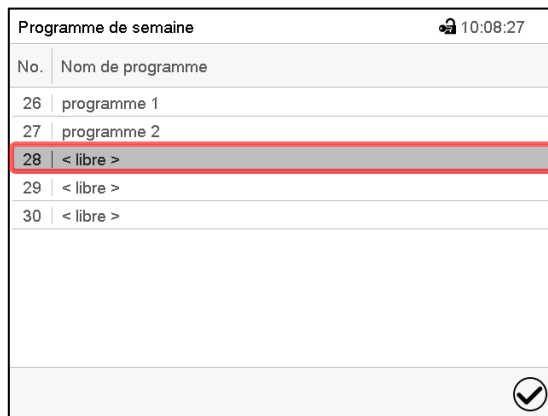 Programme de semaine 10:08:27
No. Nom de programme
26 programme 1
27 programme 2
28 < libre >
29 < libre >
30 < libre >